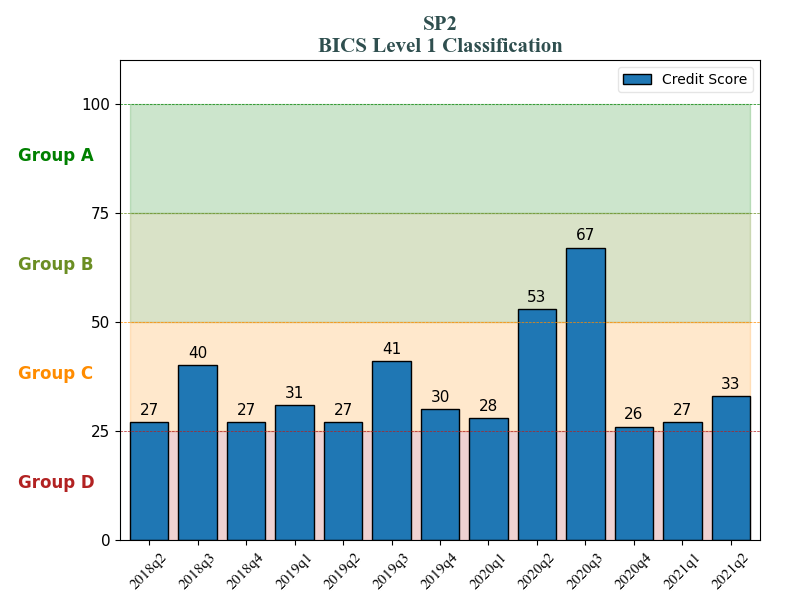 SP2
BICS Level 1 Classification
Credit Score
100
Group A
75
Group B
67
53
50
41
40
Group C
33
31
30
28
27
27
27
27
26
25
Group D
0
2018q2 2018q3 2018q4 2019q1 2019q2 2019q3 2019q4 2020q1 2020q2 2020q3 2020q4 2021q1 2021q2